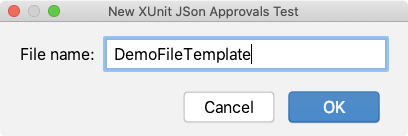 New XUnit JSon Approvals Test
File name: DemoFileTemplate
Cancel OK